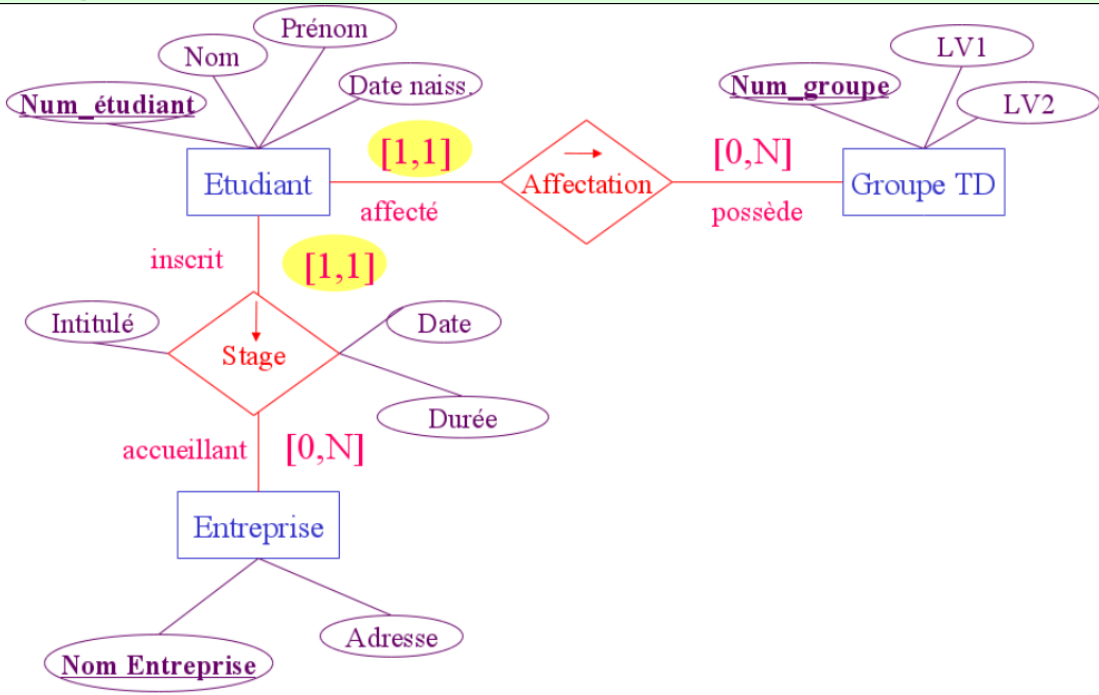 Prénom
Nom
LV1
Num_étudiant
Date naiss.
Num_groupe
LV2
[1,1]
[0,N]
Etudiant
Affectation
Groupe TD
affecté
possède
inscrit
[1,1]
Intitulé
Date
Stage
Durée
accueillant
[0,N]
Entreprise
Adresse
Nom Entreprise